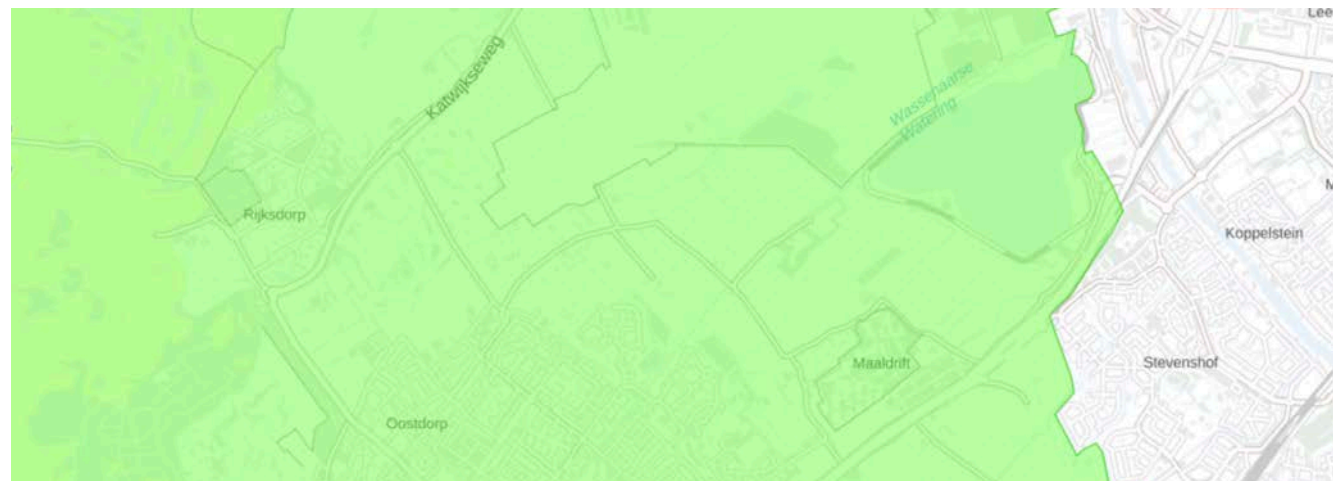 Lee
Katwijkseweg
Wassenaarse
Watering
M
Rijksdorp
Koppelstein
Maaldrift
Stevenshof
Oostdorp